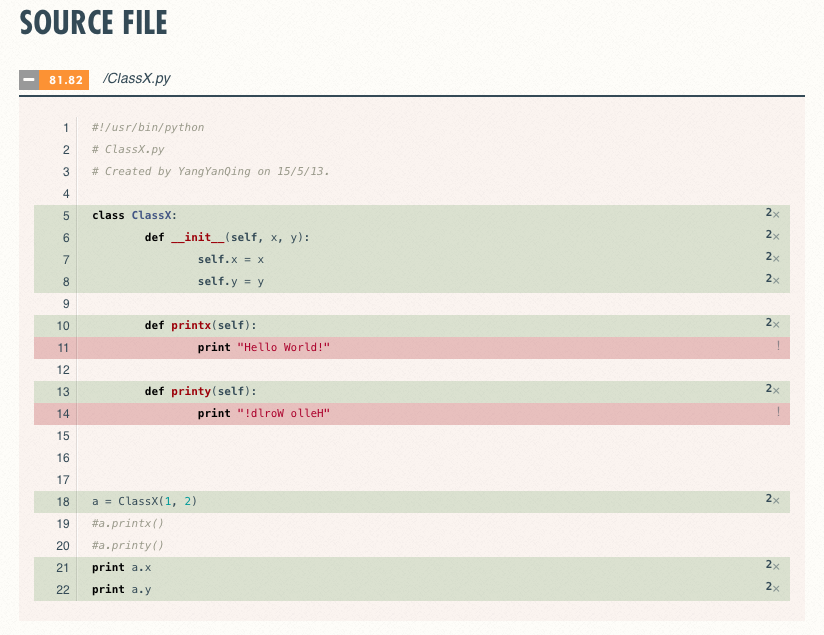 SOURCE FILE
81.82 /ClassX.py
1 #!/usr/bin/python
2 # ClassX.py
3 # Created by YangYanQing on 15/5/13.
4
5 class ClassX: 2×
6 def __init__(self, x, y): 2×
7 self.x = x 2×
8 self.y = y 2×
9
10 def printx(self): 2×
11 print "Hello World!" !
12
13 def printy(self): 2×
14 print "!dlroW olleH" !
15
16
17
18 a = ClassX(1, 2) 2×
19 #a.printx()
20 #a.printy()
21 print a.x 2×
22 print a.y 2×